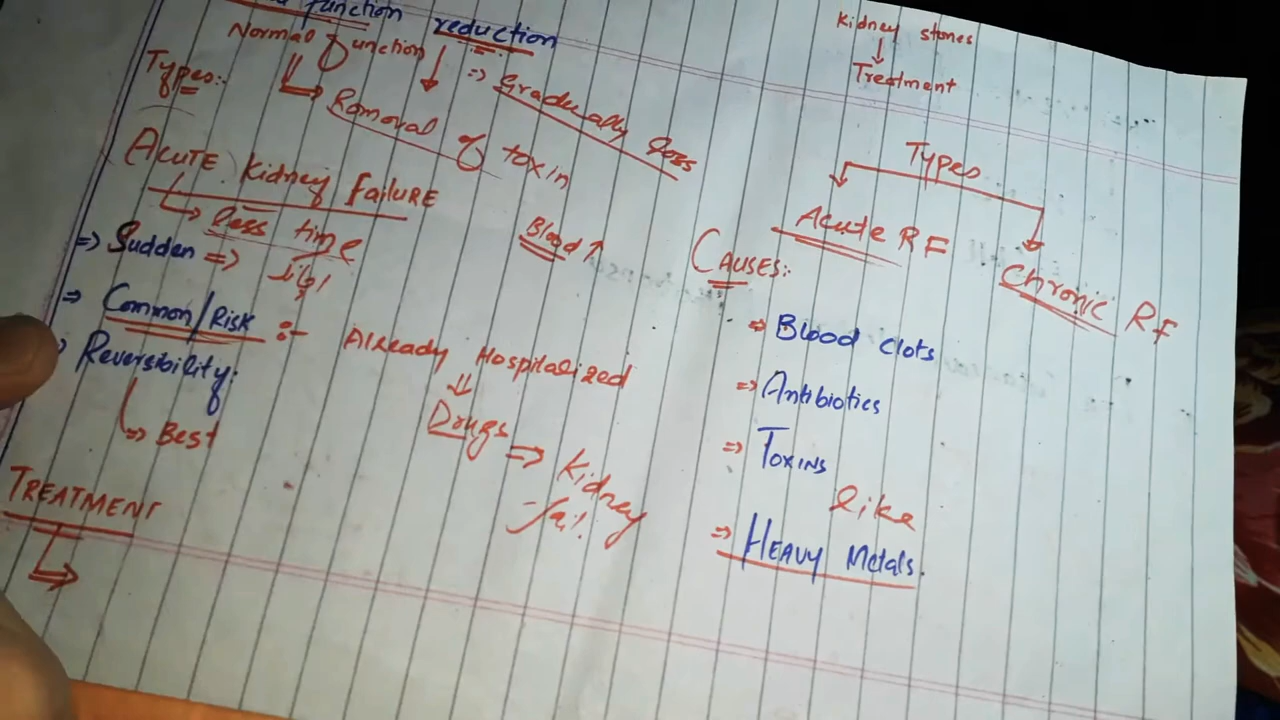 function reduction
Normal function
=> Gradually loss
Types:-
Removal of toxin
ACUTE Kidney FAILURE
less time
Blood ↑
=> Sudden =>
=> Common/Risk :- Already Hospitalized
Reversibility:
Drugs => Kidney
fail
=> Best
TREATMENT
Kidney stones
Treatment
Types
Acute RF
Chronic RF
CAUSES:-
=> Blood clots
=> Antibiotics
=> TOXINS
like
=> HEAVY Metals.